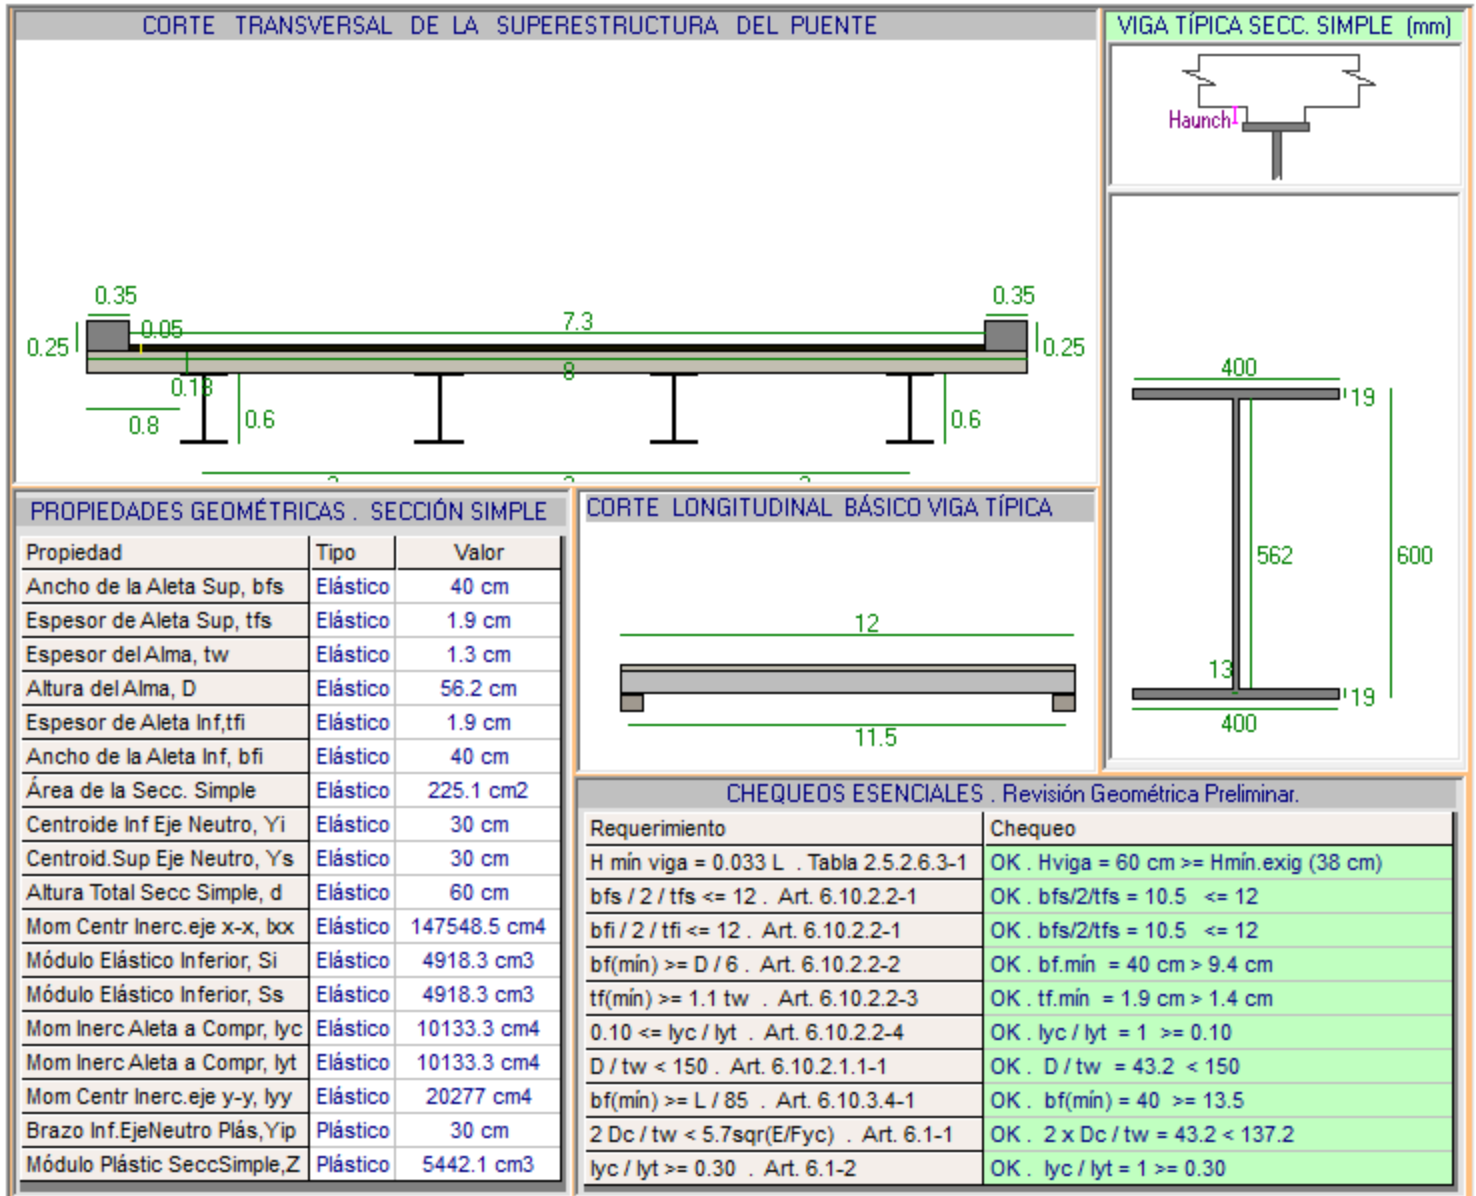 CORTE TRANSVERSAL DE LA SUPERESTRUCTURA DEL PUENTE
0.35
0.35
7.3
0.05
0.25
0.25
8
0.18
0.8
0.6
0.6
VIGA TÍPICA SECC. SIMPLE (mm)
Haunch
400
19
562
600
13
19
400
PROPIEDADES GEOMÉTRICAS . SECCIÓN SIMPLE
Propiedad Tipo Valor
Ancho de la Aleta Sup, bfs Elástico 40 cm
Espesor de Aleta Sup, tfs Elástico 1.9 cm
Espesor del Alma, tw Elástico 1.3 cm
Altura del Alma, D Elástico 56.2 cm
Espesor de Aleta Inf,tfi Elástico 1.9 cm
Ancho de la Aleta Inf, bfi Elástico 40 cm
Área de la Secc. Simple Elástico 225.1 cm2
Centroide Inf Eje Neutro, Yi Elástico 30 cm
Centroid.Sup Eje Neutro, Ys Elástico 30 cm
Altura Total Secc Simple, d Elástico 60 cm
Mom Centr Inerc.eje x-x, Ixx Elástico 147548.5 cm4
Módulo Elástico Inferior, Si Elástico 4918.3 cm3
Módulo Elástico Inferior, Ss Elástico 4918.3 cm3
Mom Inerc Aleta a Compr, Iyc Elástico 10133.3 cm4
Mom Inerc Aleta a Compr, Iyt Elástico 10133.3 cm4
Mom Centr Inerc.eje y-y, Iyy Elástico 20277 cm4
Brazo Inf.EjeNeutro Plás,Yip Plástico 30 cm
Módulo Plástic SeccSimple,Z Plástico 5442.1 cm3
CORTE LONGITUDINAL BÁSICO VIGA TÍPICA
12
11.5
CHEQUEOS ESENCIALES . Revisión Geométrica Preliminar.
Requerimiento Chequeo
H mín viga = 0.033 L . Tabla 2.5.2.6.3-1 OK . Hviga = 60 cm >= Hmín.exig (38 cm)
bfs / 2 / tfs <= 12 . Art. 6.10.2.2-1 OK . bfs/2/tfs = 10.5 <= 12
bfi / 2 / tfi <= 12 . Art. 6.10.2.2-1 OK . bfs/2/tfs = 10.5 <= 12
bf(mín) >= D / 6 . Art. 6.10.2.2-2 OK . bf.mín = 40 cm > 9.4 cm
tf(mín) >= 1.1 tw . Art. 6.10.2.2-3 OK . tf.mín = 1.9 cm > 1.4 cm
0.10 <= Iyc / Iyt . Art. 6.10.2.2-4 OK . Iyc / Iyt = 1 >= 0.10
D / tw < 150 . Art. 6.10.2.1.1-1 OK . D / tw = 43.2 < 150
bf(mín) >= L / 85 . Art. 6.10.3.4-1 OK . bf(mín) = 40 >= 13.5
2 Dc / tw < 5.7sqr(E/Fyc) . Art. 6.1-1 OK . 2 x Dc / tw = 43.2 < 137.2
Iyc / Iyt >= 0.30 . Art. 6.1-2 OK . Iyc / Iyt = 1 >= 0.30